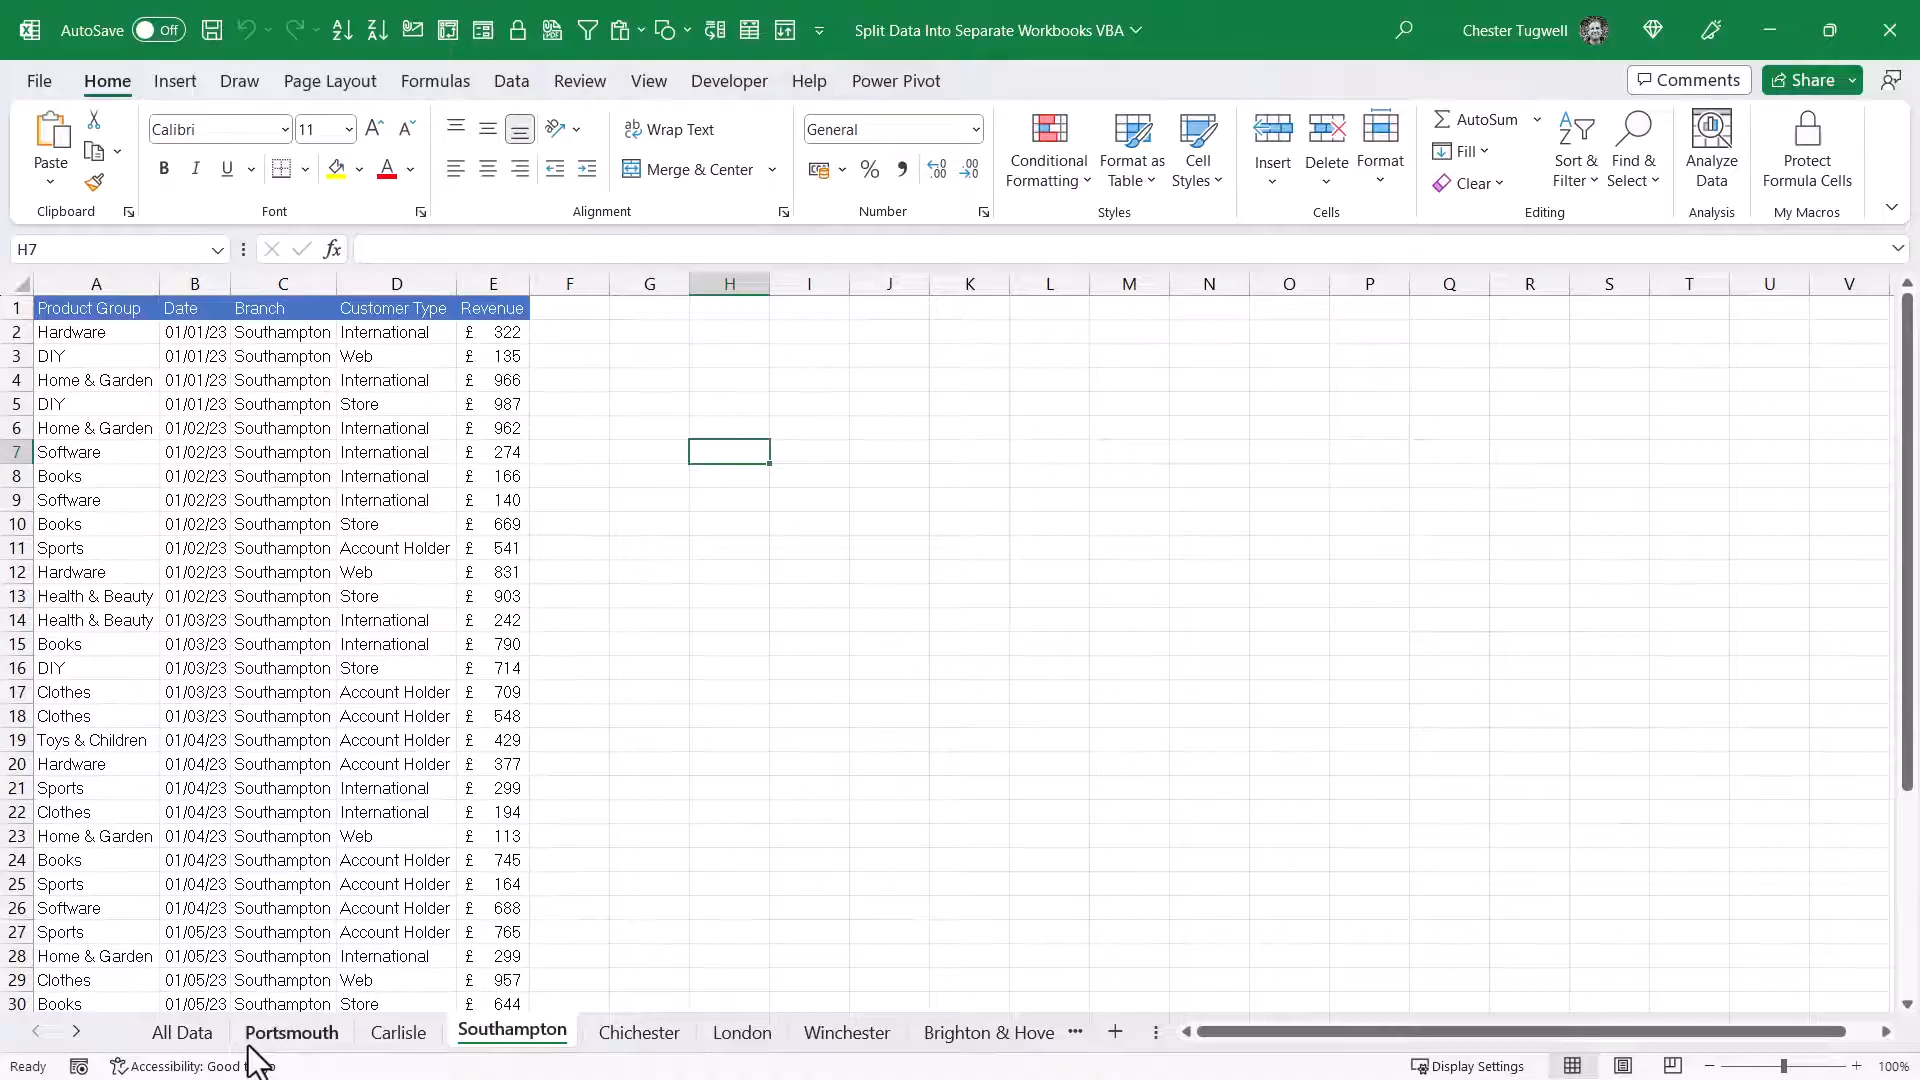 AutoSave Off Split Data Into Separate Workbooks VBA Chester Tugwell
File Home Insert Draw Page Layout Formulas Data Review View Developer Help Power Pivot Comments Share
Paste
Clipboard
Calibri 11
B I U
Font
Wrap Text
Merge & Center
Alignment
General
Number
Conditional Formatting
Format as Table
Cell Styles
Styles
Insert Delete Format
Cells
AutoSum
Fill
Clear
Sort & Filter
Find & Select
Editing
Analyze Data
Analysis
Protect Formula Cells
My Macros
H7 fx
A B C D E F G H I J K L M N O P Q R S T U V
1 Product Group Date Branch Customer Type Revenue
2 Hardware 01/01/23 Southampton International £ 322
3 DIY 01/01/23 Southampton Web £ 135
4 Home & Garden 01/01/23 Southampton International £ 966
5 DIY 01/01/23 Southampton Store £ 987
6 Home & Garden 01/02/23 Southampton International £ 962
7 Software 01/02/23 Southampton International £ 274
8 Books 01/02/23 Southampton International £ 166
9 Software 01/02/23 Southampton International £ 140
10 Books 01/02/23 Southampton Store £ 669
11 Sports 01/02/23 Southampton Account Holder £ 541
12 Hardware 01/02/23 Southampton Web £ 831
13 Health & Beauty 01/02/23 Southampton Store £ 903
14 Health & Beauty 01/03/23 Southampton International £ 242
15 Books 01/03/23 Southampton International £ 790
16 DIY 01/03/23 Southampton Store £ 714
17 Clothes 01/03/23 Southampton Account Holder £ 709
18 Clothes 01/03/23 Southampton Account Holder £ 548
19 Toys & Children 01/04/23 Southampton Account Holder £ 429
20 Hardware 01/04/23 Southampton Account Holder £ 377
21 Sports 01/04/23 Southampton International £ 299
22 Clothes 01/04/23 Southampton International £ 194
23 Home & Garden 01/04/23 Southampton Web £ 113
24 Books 01/04/23 Southampton Account Holder £ 745
25 Sports 01/04/23 Southampton Account Holder £ 164
26 Software 01/04/23 Southampton Account Holder £ 688
27 Sports 01/05/23 Southampton Account Holder £ 765
28 Home & Garden 01/05/23 Southampton International £ 299
29 Clothes 01/05/23 Southampton Web £ 957
30 Books 01/05/23 Southampton Store £ 644
All Data Portsmouth Carlisle Southampton Chichester London Winchester Brighton & Hove
Ready Accessibility: Good Display Settings 100%